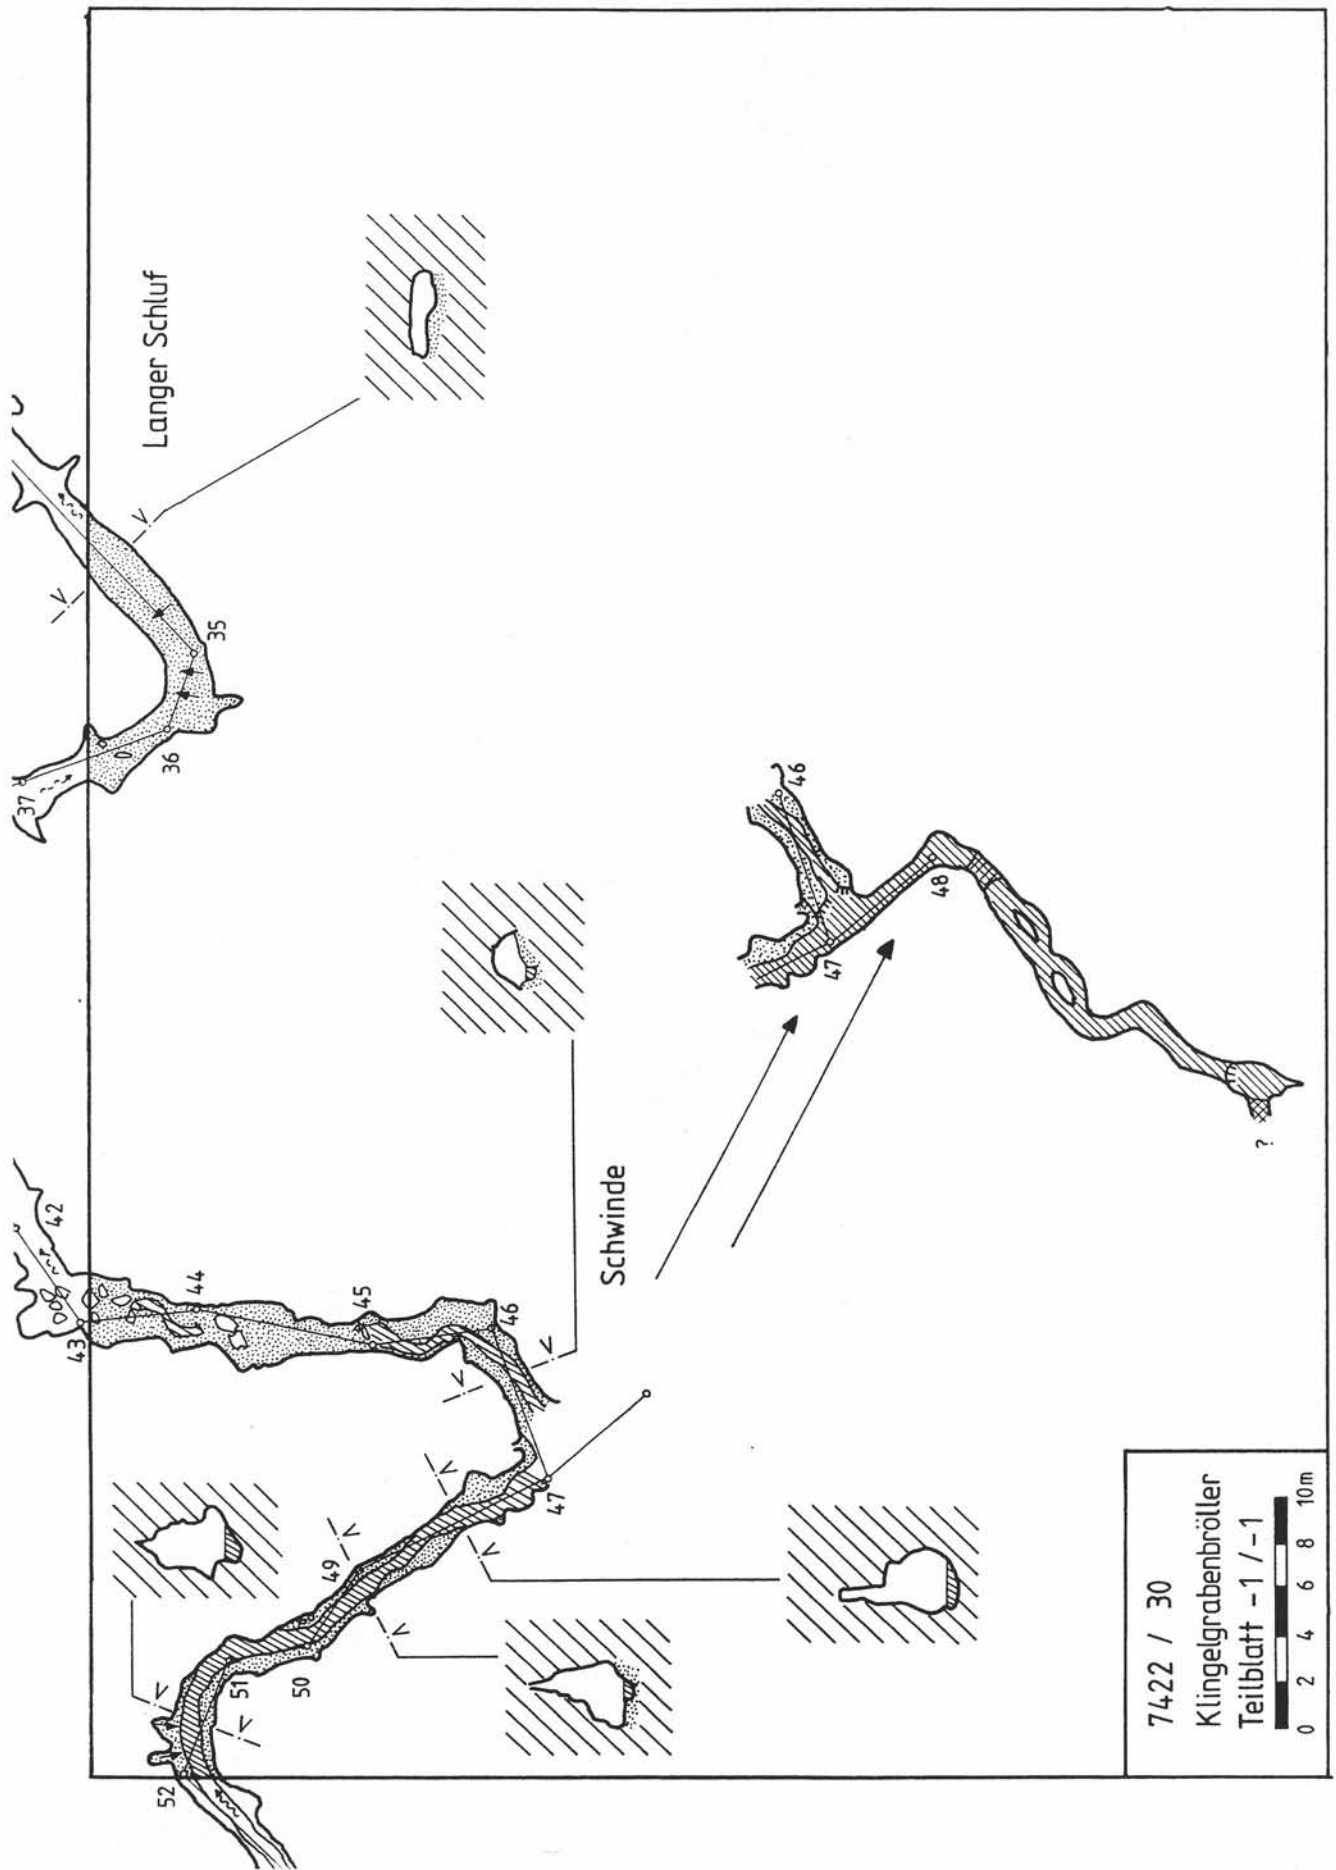 52
51
50
49
47
43
44
45
46
42
37
36
35
Langer Schluf
Schwinde
46
47
48
?
7422 / 30
Klingelgrabenbröller
Teilblatt -1 / -1
0 2 4 6 8 10m
V
V
V
V
V
V
V
V
V
V